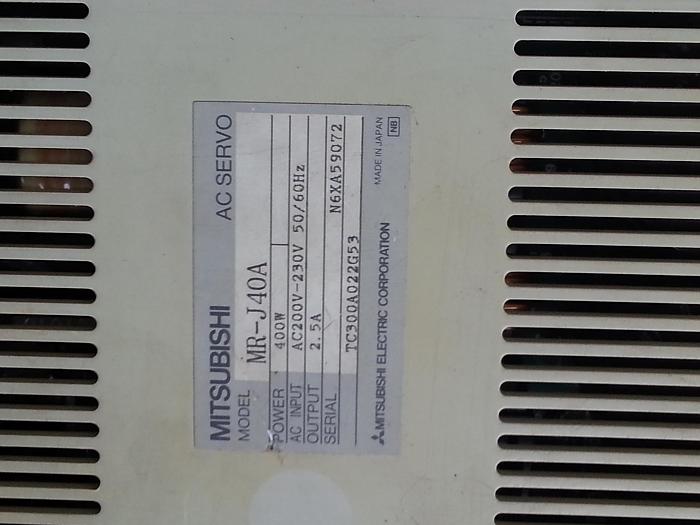 MITSUBISHI AC SERVO
MODEL MR-J40A
POWER 400W
AC INPUT AC200V-230V 50/60Hz
OUTPUT 2.5A
SERIAL N6XA59072
TC300A022G53
MITSUBISHI ELECTRIC CORPORATION MADE IN JAPAN
NB